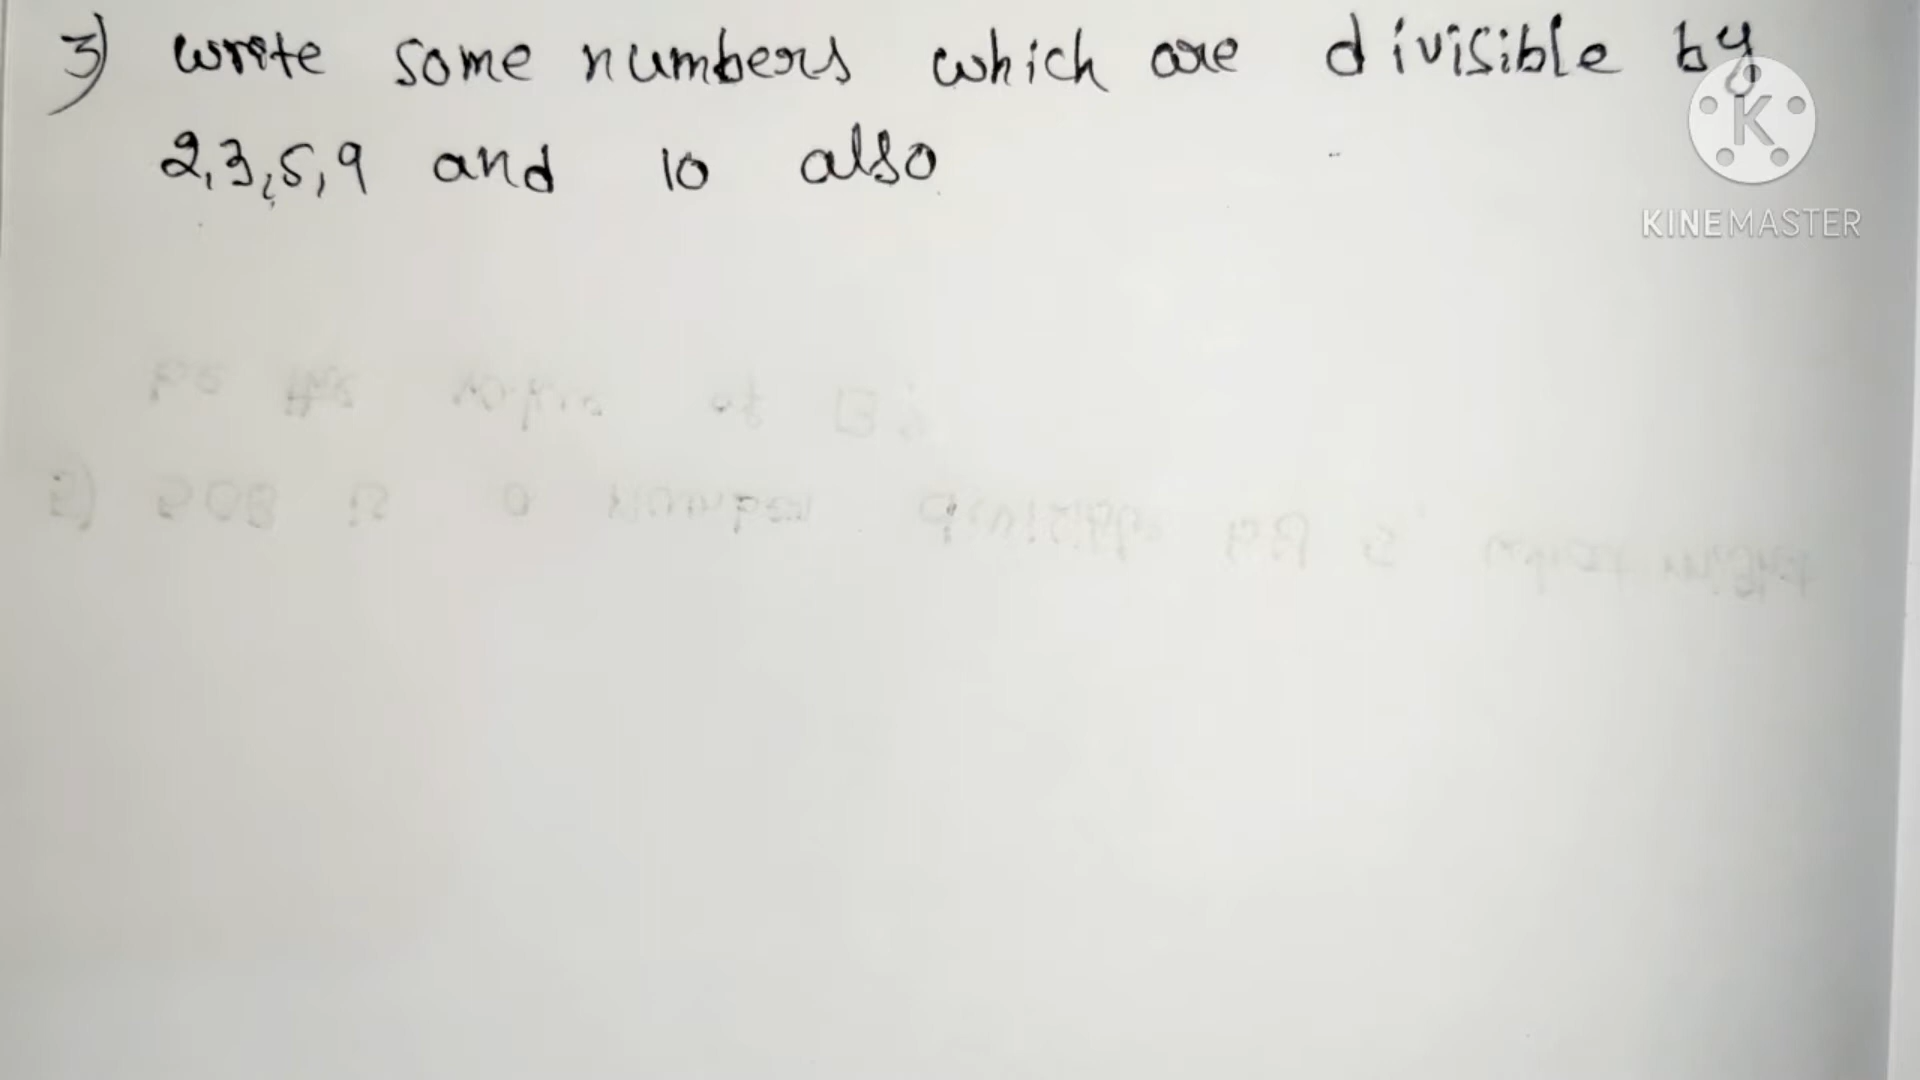 3) write some numbers which are divisible by
2,3,5,9 and 10 also
KINEMASTER